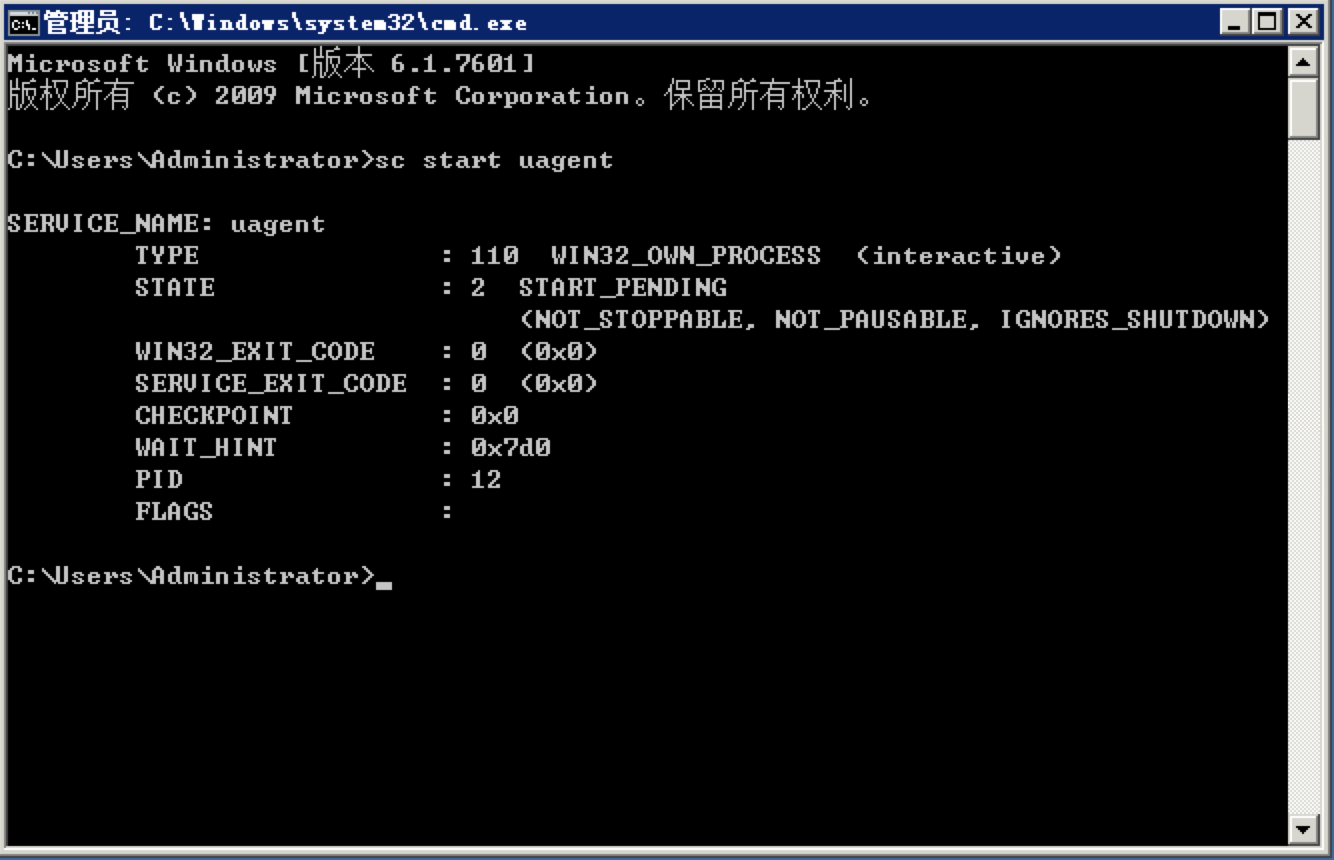 管理员: C:\Windows\system32\cmd.exe
Microsoft Windows [版本 6.1.7601]
版权所有 (c) 2009 Microsoft Corporation。保留所有权利。
C:\Users\Administrator>sc start uagent
SERVICE_NAME: uagent
        TYPE               : 110  WIN32_OWN_PROCESS  (interactive)
        STATE              : 2  START_PENDING
                                (NOT_STOPPABLE, NOT_PAUSABLE, IGNORES_SHUTDOWN)
        WIN32_EXIT_CODE    : 0  (0x0)
        SERVICE_EXIT_CODE  : 0  (0x0)
        CHECKPOINT         : 0x0
        WAIT_HINT          : 0x7d0
        PID                : 12
        FLAGS              :
C:\Users\Administrator>